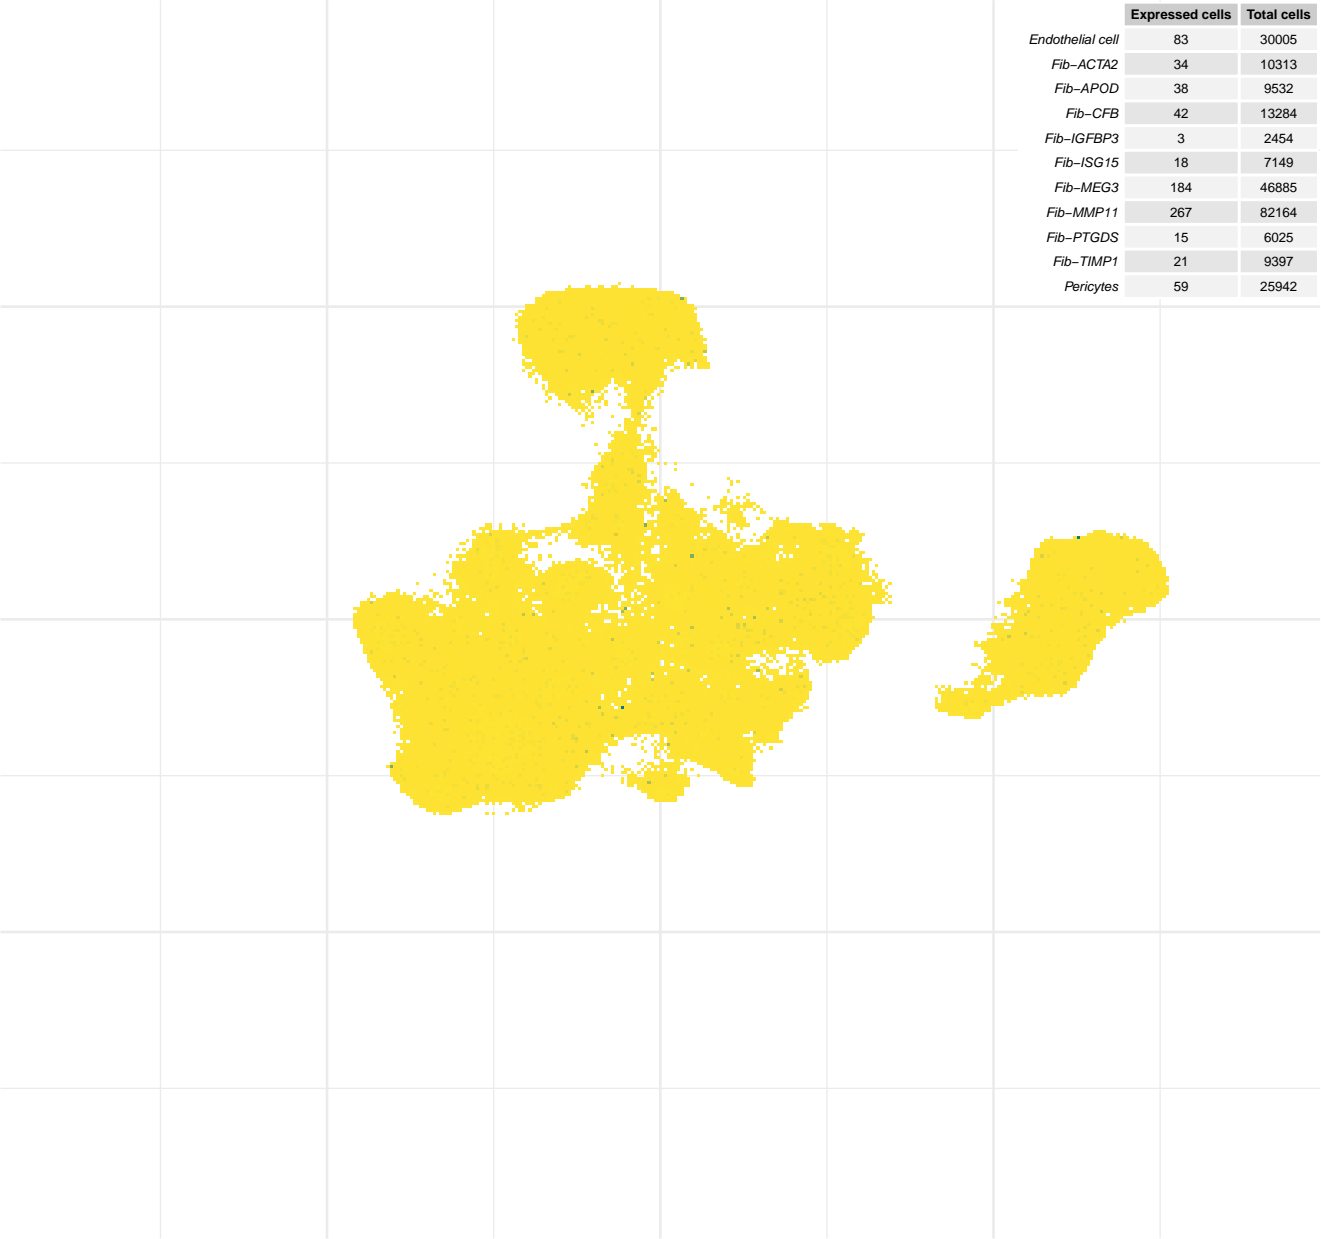 Expressed cells Total cells
Endothelial cell 83 30005
Fib−ACTA2 34 10313
Fib−APOD 38 9532
Fib−CFB 42 13284
Fib−IGFBP3 3 2454
Fib−ISG15 18 7149
Fib−MEG3 184 46885
Fib−MMP11 267 82164
Fib−PTGDS 15 6025
Fib−TIMP1 21 9397
Pericytes 59 25942